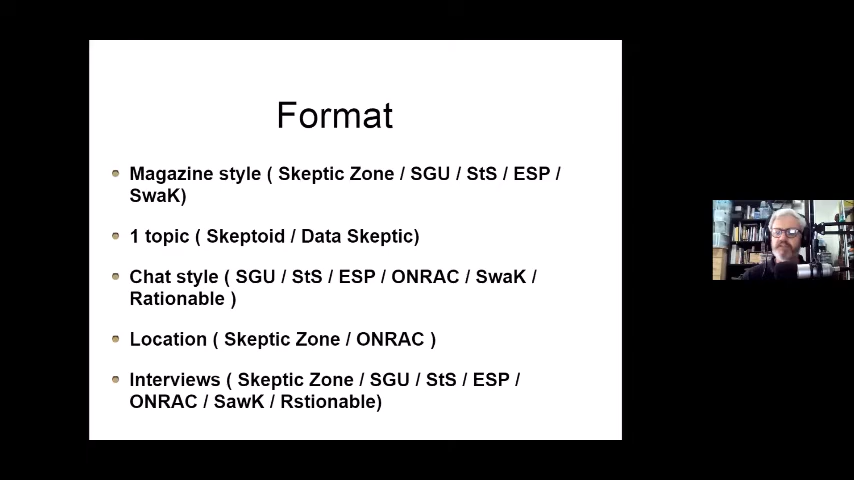 Format
Magazine style ( Skeptic Zone / SGU / StS / ESP /
SwaK)
1 topic ( Skeptoid / Data Skeptic)
Chat style ( SGU / StS / ESP / ONRAC / SwaK /
Rationable )
Location ( Skeptic Zone / ONRAC )
Interviews ( Skeptic Zone / SGU / StS / ESP /
ONRAC / SawK / Rstionable)